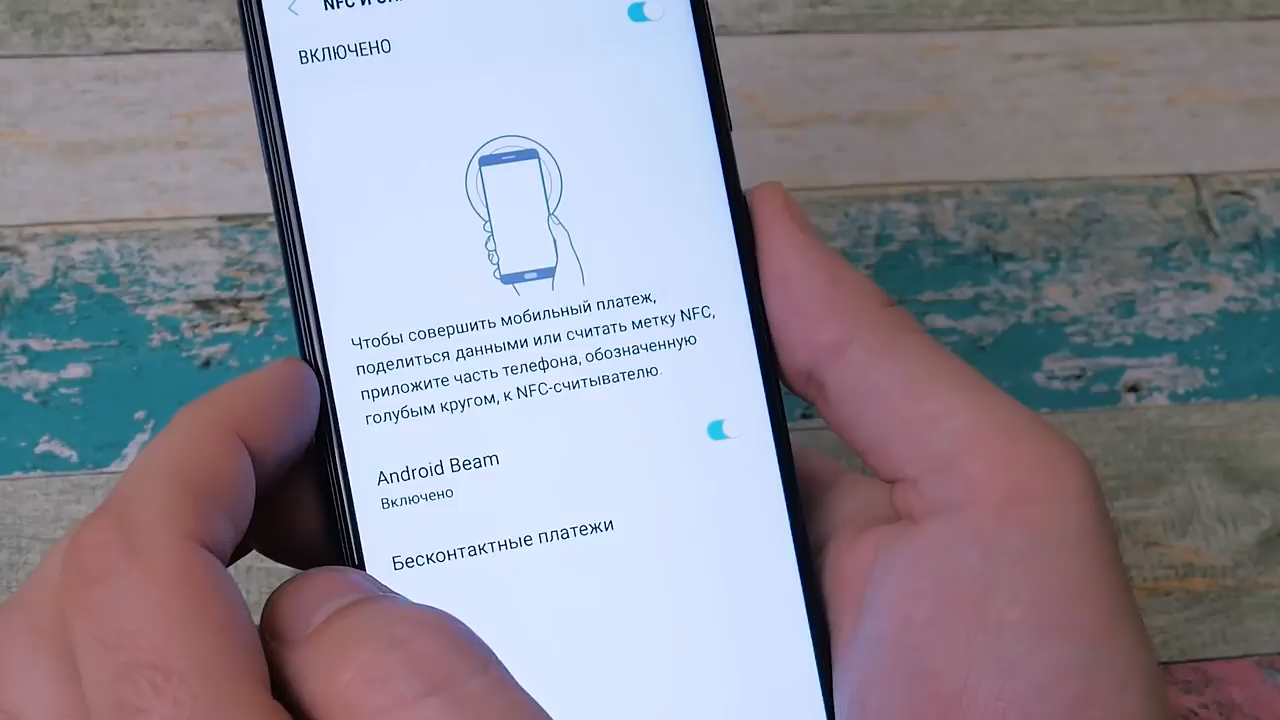 NFC И
ВКЛЮЧЕНО
Чтобы совершить мобильный платеж,
поделиться данными или считать метку NFC,
приложите часть телефона, обозначенную
голубым кругом, к NFC-считывателю.
Android Beam
Включено
Бесконтактные платежи